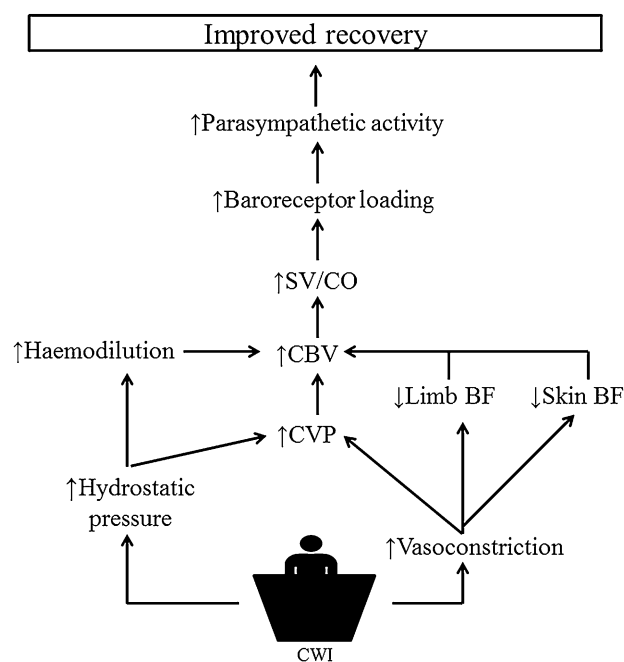 Improved recovery
↑Parasympathetic activity
↑Baroreceptor loading
↑SV/CO
↑Haemodilution
↑CBV
↓Limb BF
↓Skin BF
↑CVP
↑Hydrostatic
pressure
↑Vasoconstriction
CWI